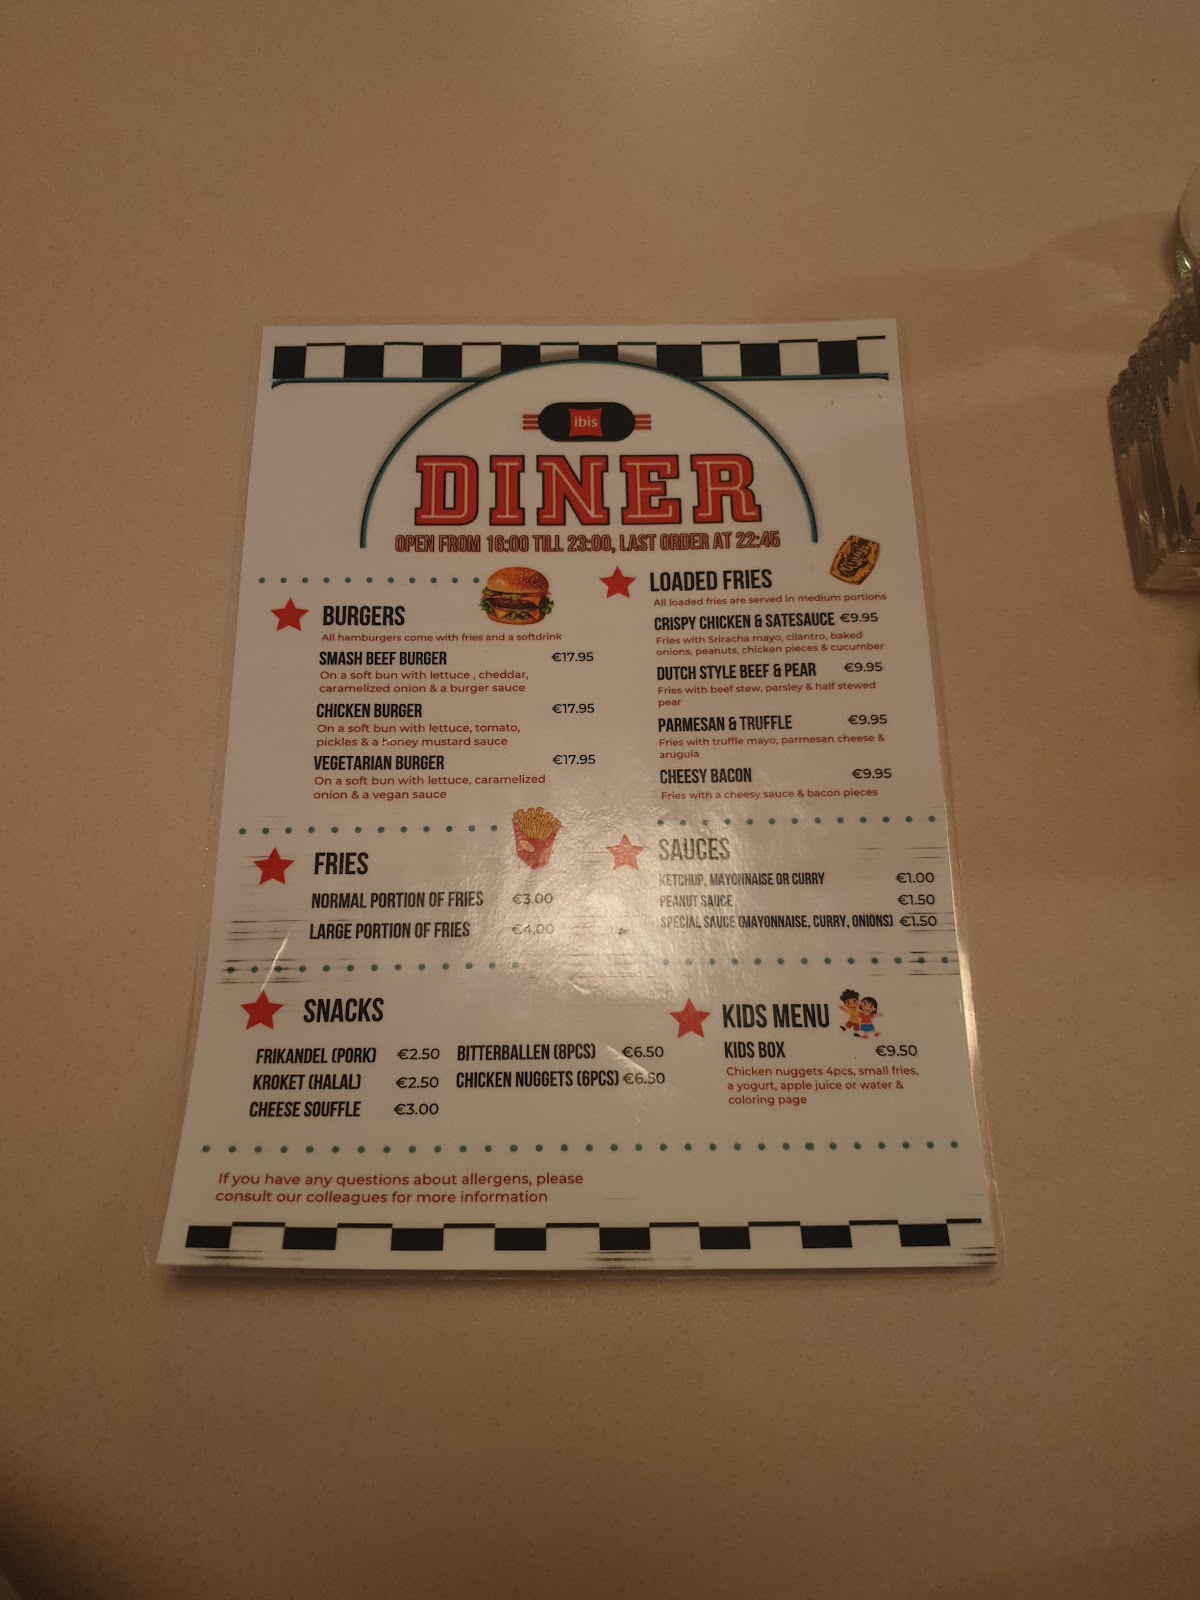 ibis
DINER
OPEN FROM 16:00 TILL 23:00, LAST ORDER AT 22:45
BURGERS
All hamburgers come with fries and a softdrink
SMASH BEEF BURGER €17.95
On a soft bun with lettuce , cheddar,
caramelized onion & a burger sauce
CHICKEN BURGER €17.95
On a soft bun with lettuce, tomato,
pickles & a honey mustard sauce
VEGETARIAN BURGER €17.95
On a soft bun with lettuce, caramelized
onion & a vegan sauce
LOADED FRIES
All loaded fries are served in medium portions
CRISPY CHICKEN & SATESAUCE €9.95
Fries with Sriracha mayo, cilantro, baked
onions, peanuts, chicken pieces & cucumber
DUTCH STYLE BEEF & PEAR €9.95
Fries with beef stew, parsley & half stewed
pear
PARMESAN & TRUFFLE €9.95
Fries with truffle mayo, parmesan cheese &
arugula
CHEESY BACON €9.95
Fries with a cheesy sauce & bacon pieces
FRIES
NORMAL PORTION OF FRIES €3.00
LARGE PORTION OF FRIES €4.00
SAUCES
KETCHUP, MAYONNAISE OR CURRY €1.00
PEANUT SAUCE €1.50
SPECIAL SAUCE (MAYONNAISE, CURRY, ONIONS) €1.50
SNACKS
FRIKANDEL (PORK) €2.50
KROKET (HALAL) €2.50
CHEESE SOUFFLE €3.00
BITTERBALLEN (8PCS) €6.50
CHICKEN NUGGETS (6PCS) €6.50
KIDS MENU
KIDS BOX €9.50
Chicken nuggets 4pcs, small fries,
a yogurt, apple juice or water &
coloring page
If you have any questions about allergens, please
consult our colleagues for more information